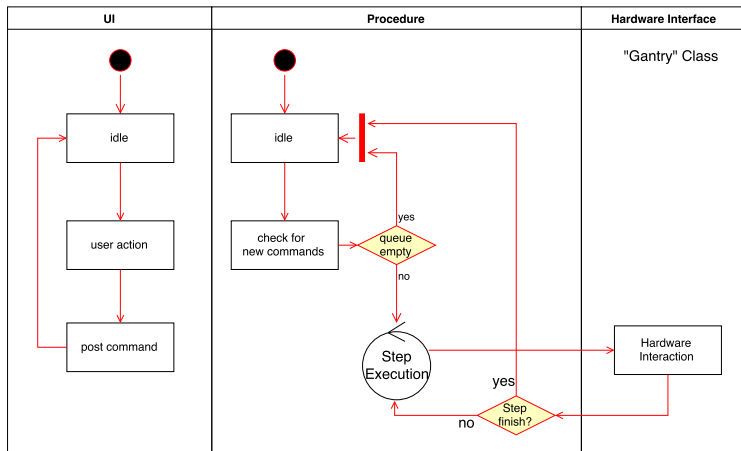 UI
Procedure
Hardware Interface
"Gantry" Class
idle
idle
user action
check for
new commands
yes
queue
empty
no
post command
Step
Execution
Hardware
Interaction
yes
Step
finish?
no